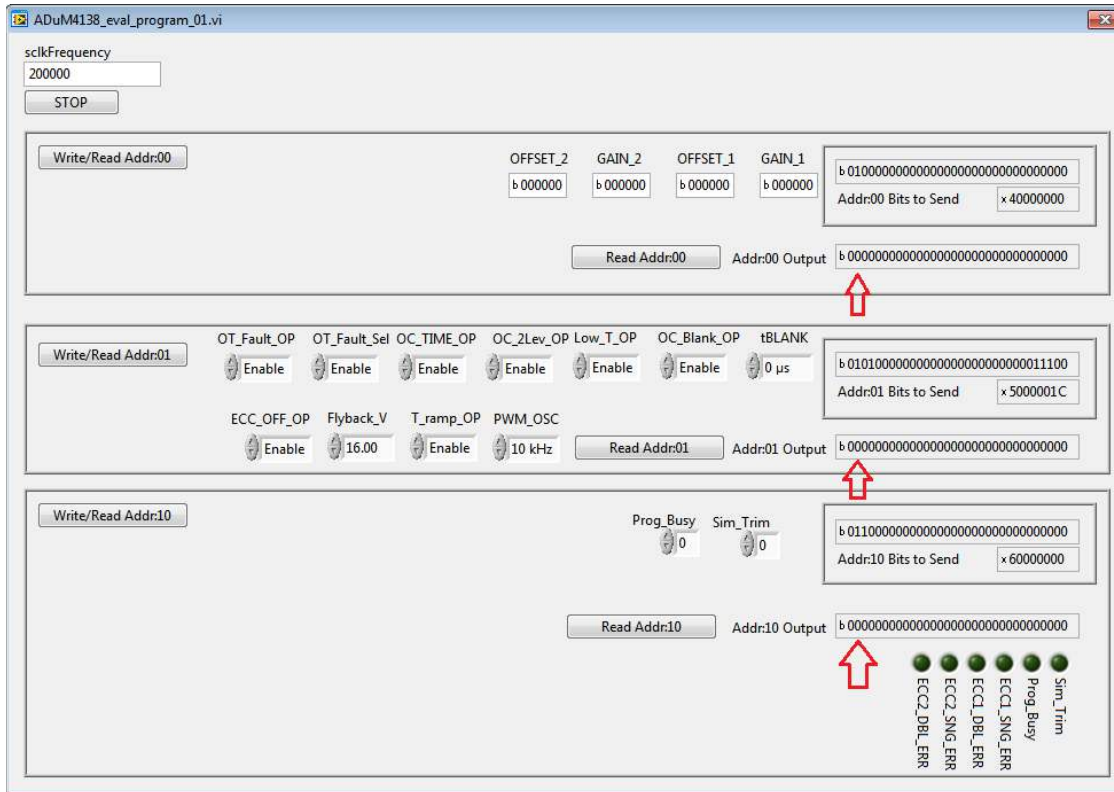 ADuM4138_eval_program_01.vi
sclkFrequency
200000
STOP
Write/Read Addr:00
OFFSET_2 GAIN_2 OFFSET_1 GAIN_1
b 000000 b 000000 b 000000 b 000000
b 01000000000000000000000000000000
Addr:00 Bits to Send x 40000000
Read Addr:00 Addr:00 Output b 00000000000000000000000000000000
Write/Read Addr:01
OT_Fault_OP OT_Fault_Sel OC_TIME_OP OC_2Lev_OP Low_T_OP OC_Blank_OP tBLANK
Enable Enable Enable Enable Enable Enable 0 µs
b 01010000000000000000000000011100
Addr:01 Bits to Send x 5000001C
ECC_OFF_OP Flyback_V T_ramp_OP PWM_OSC
Enable 16.00 Enable 10 kHz
Read Addr:01 Addr:01 Output b 00000000000000000000000000000000
Write/Read Addr:10
Prog_Busy Sim_Trim
0 0
b 01100000000000000000000000000000
Addr:10 Bits to Send x 60000000
Read Addr:10 Addr:10 Output b 00000000000000000000000000000000
ECC2_DBL_ERR
ECC2_SNG_ERR
ECC1_DBL_ERR
ECC1_SNG_ERR
Prog_Busy
Sim_Trim